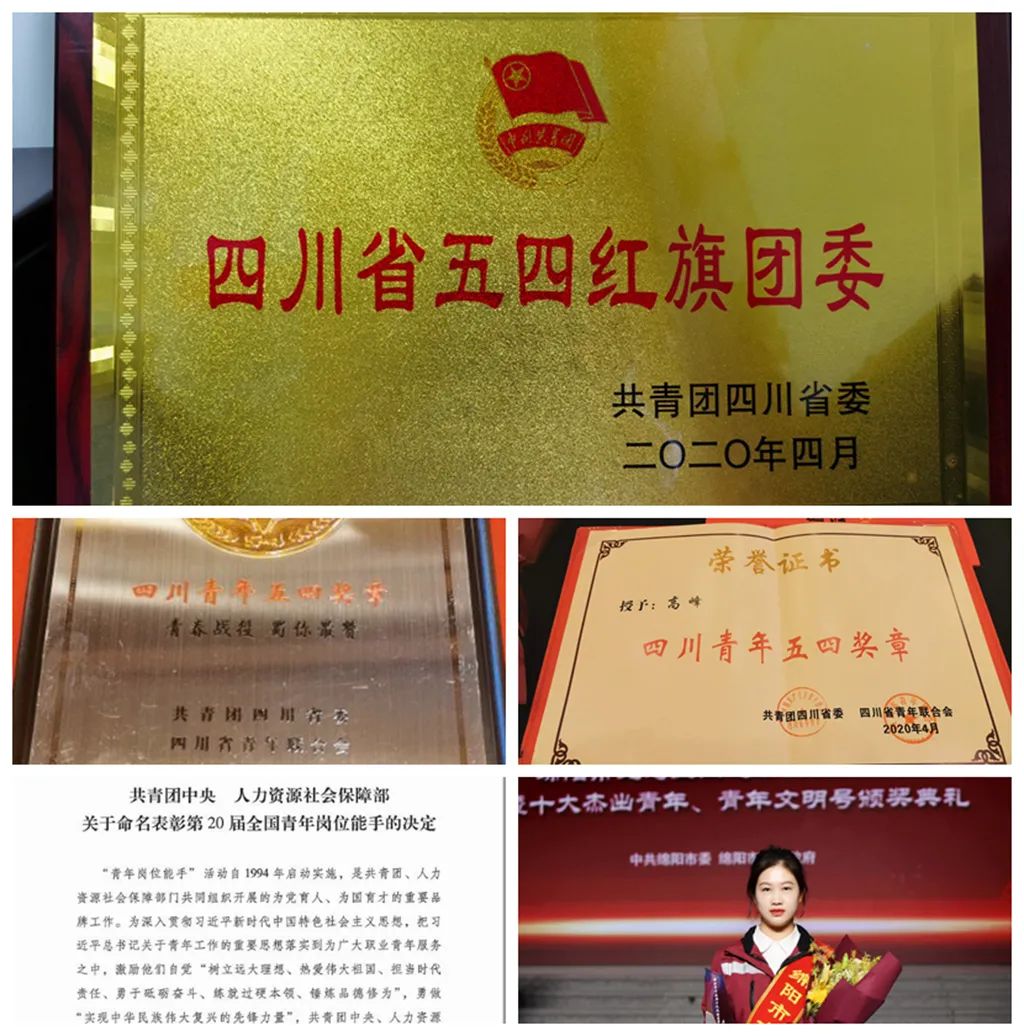 中国共青团
四川省五四红旗团委
共青团四川省委
二〇二〇年四月
四川青年五四奖章
青春战疫 蜀你最赞
共青团四川省委
四川省青年联合会
荣誉证书
授予：高峰
四川青年五四奖章
共青团四川省委 四川省青年联合会
2020年4月
共青团中央 人力资源社会保障部
关于命名表彰第20届全国青年岗位能手的决定
“青年岗位能手”活动自1994年启动实施，是共青团、人力
资源社会保障部门共同组织开展的为党育人、为国育才的重要品
牌工作。为深入贯彻习近平新时代中国特色社会主义思想，把习
近平总书记关于青年工作的重要思想落实到为广大职业青年服务
之中，激励他们自觉“树立远大理想、热爱伟大祖国、担当时代
责任、勇于砥砺奋斗、练就过硬本领、锤炼品德修为”，勇做
“实现中华民族伟大复兴的先锋力量”，共青团中央、人力资源
十大杰出青年、青年文明号颁奖典礼
中共绵阳市委 绵阳市 府
绵阳市